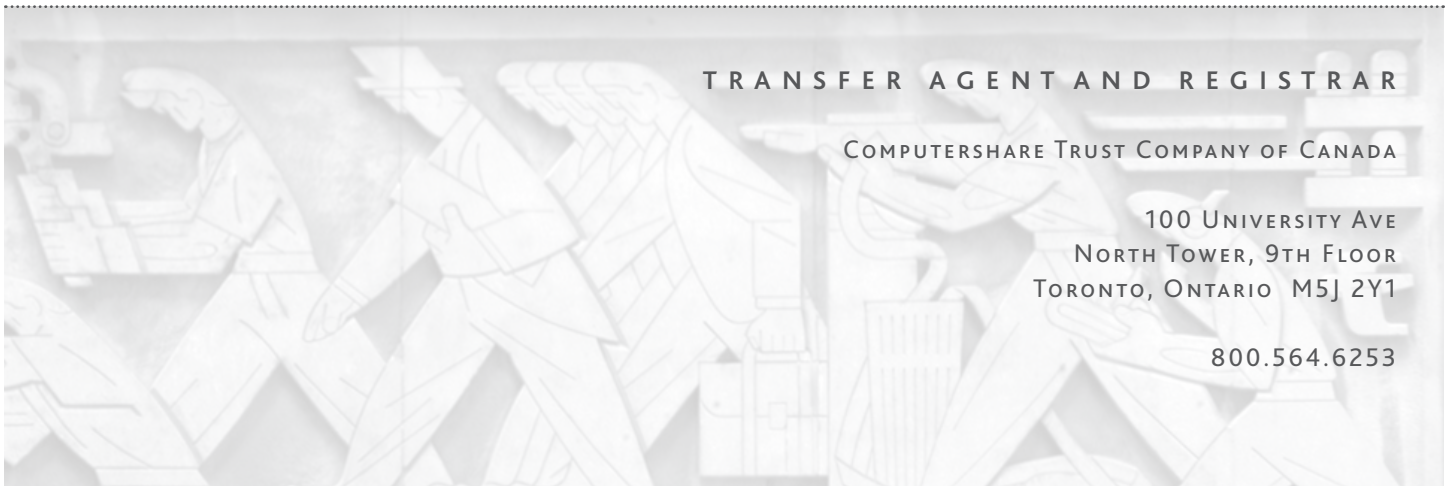 TRANSFER AGENT AND REGISTRAR
COMPUTERSHARE TRUST COMPANY OF CANADA
100 UNIVERSITY AVE
NORTH TOWER, 9TH FLOOR
TORONTO, ONTARIO M5J 2Y1
800.564.6253